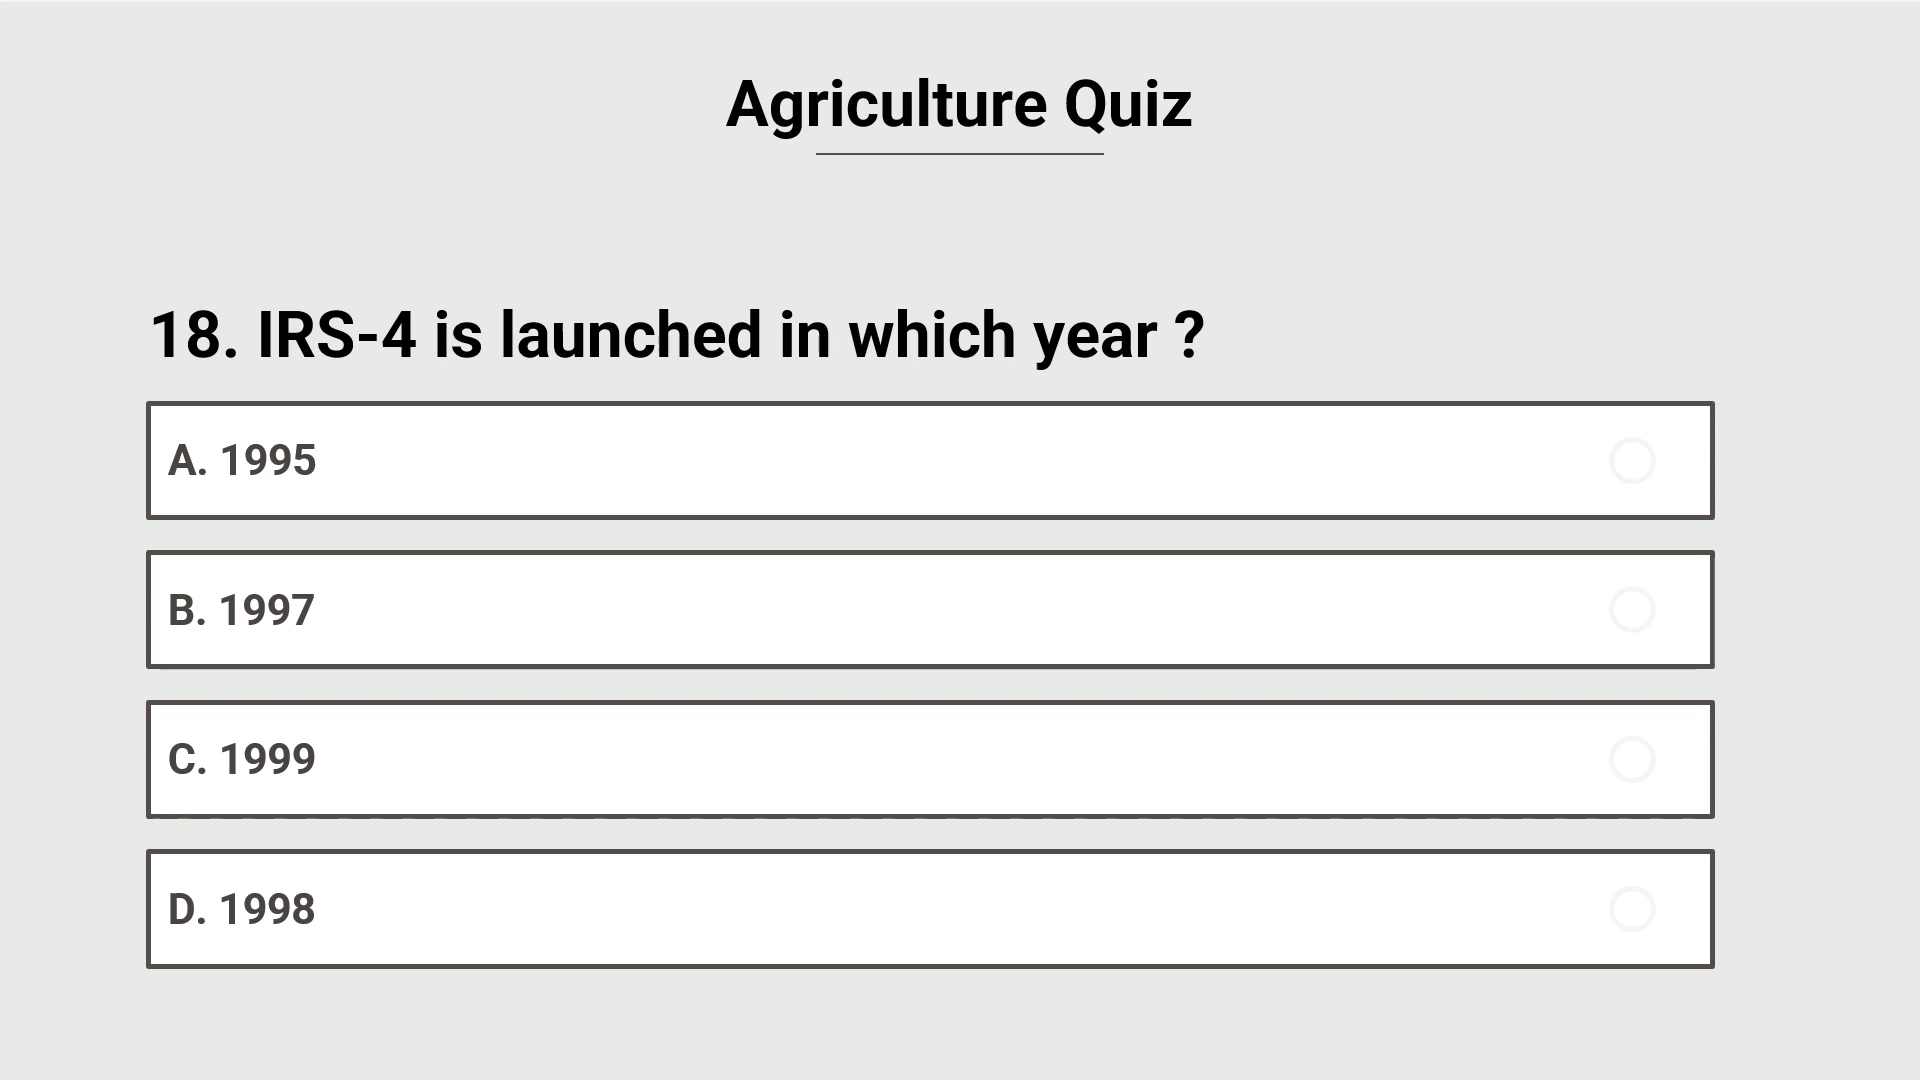 Agriculture Quiz
18. IRS-4 is launched in which year ?
A. 1995
B. 1997
C. 1999
D. 1998